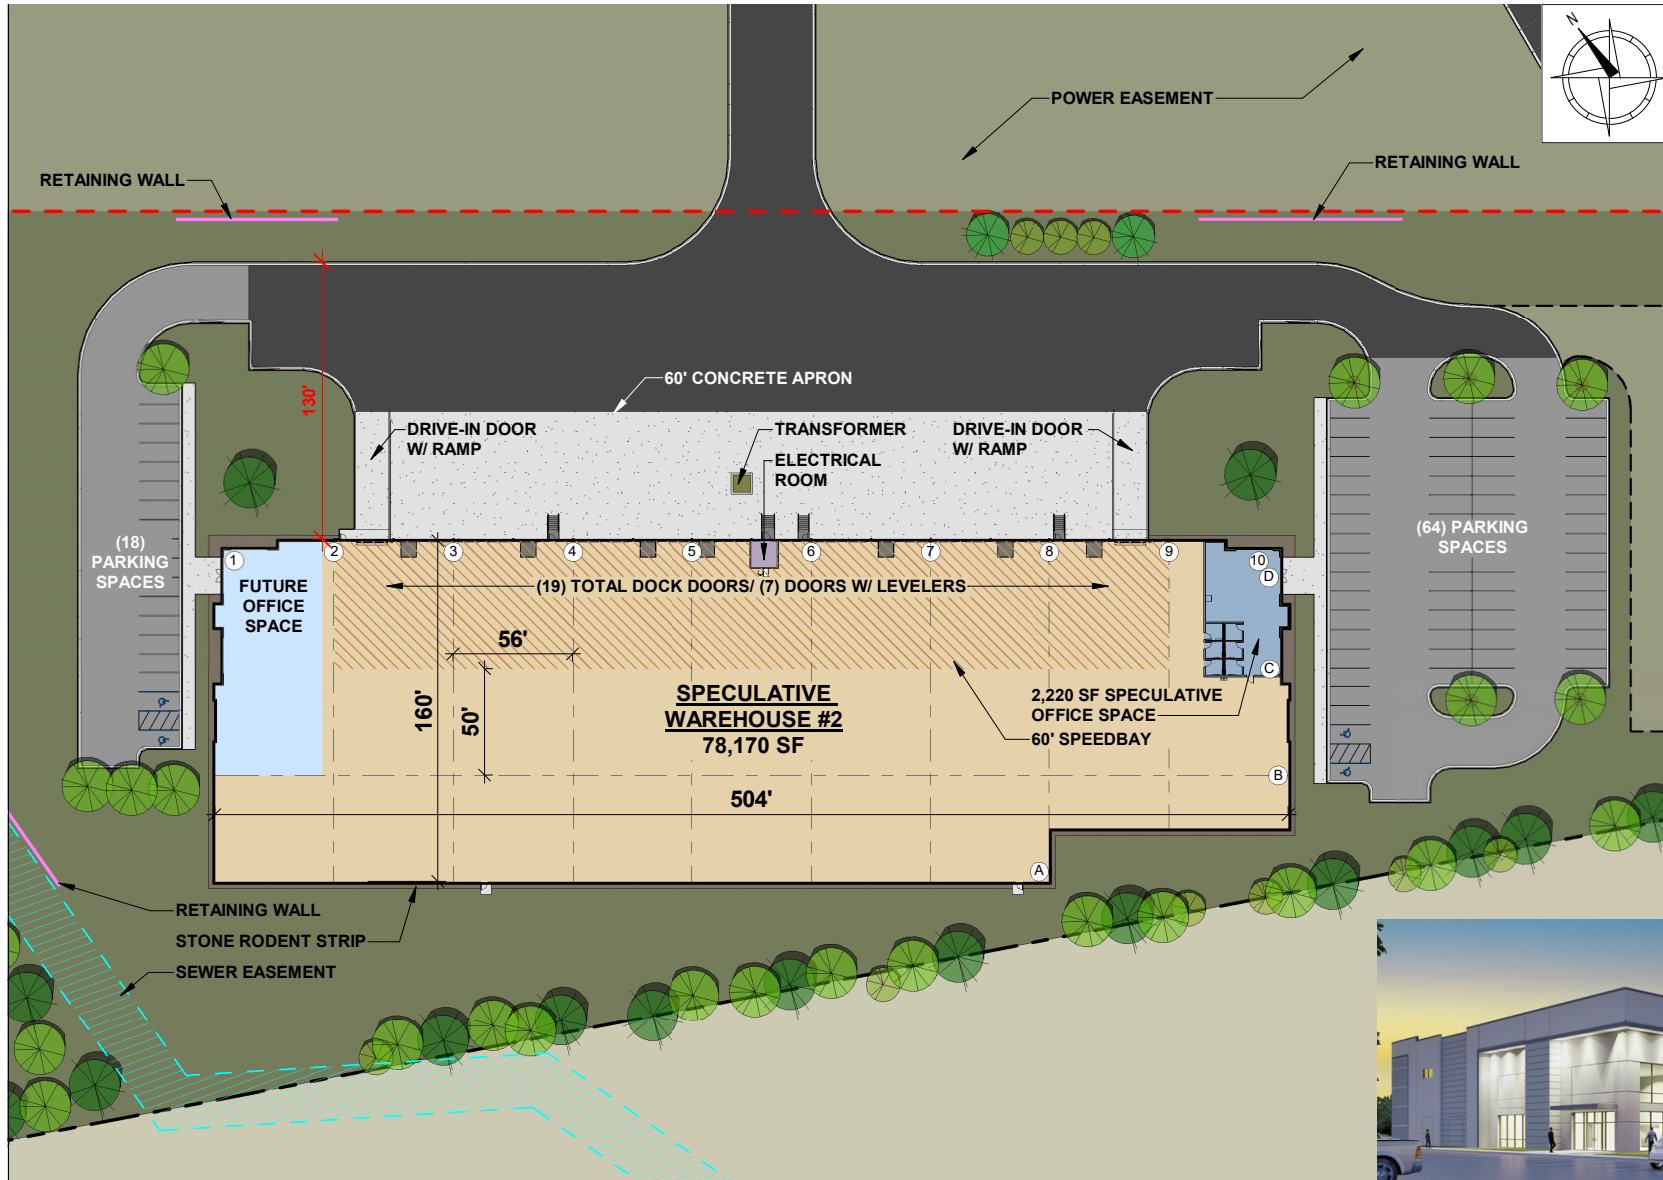 N
POWER EASEMENT
RETAINING WALL
RETAINING WALL
130'
60' CONCRETE APRON
DRIVE-IN DOOR
W/ RAMP
TRANSFORMER
ELECTRICAL
ROOM
DRIVE-IN DOOR
W/ RAMP
(18)
PARKING
SPACES
(64) PARKING
SPACES
1
2
3
4
5
6
7
8
9
10
D
FUTURE
OFFICE
SPACE
(19) TOTAL DOCK DOORS/ (7) DOORS W/ LEVELERS
56'
C
160'
50'
SPECULATIVE
WAREHOUSE #2
78,170 SF
2,220 SF SPECULATIVE
OFFICE SPACE
60' SPEEDBAY
B
504'
A
RETAINING WALL
STONE RODENT STRIP
SEWER EASEMENT